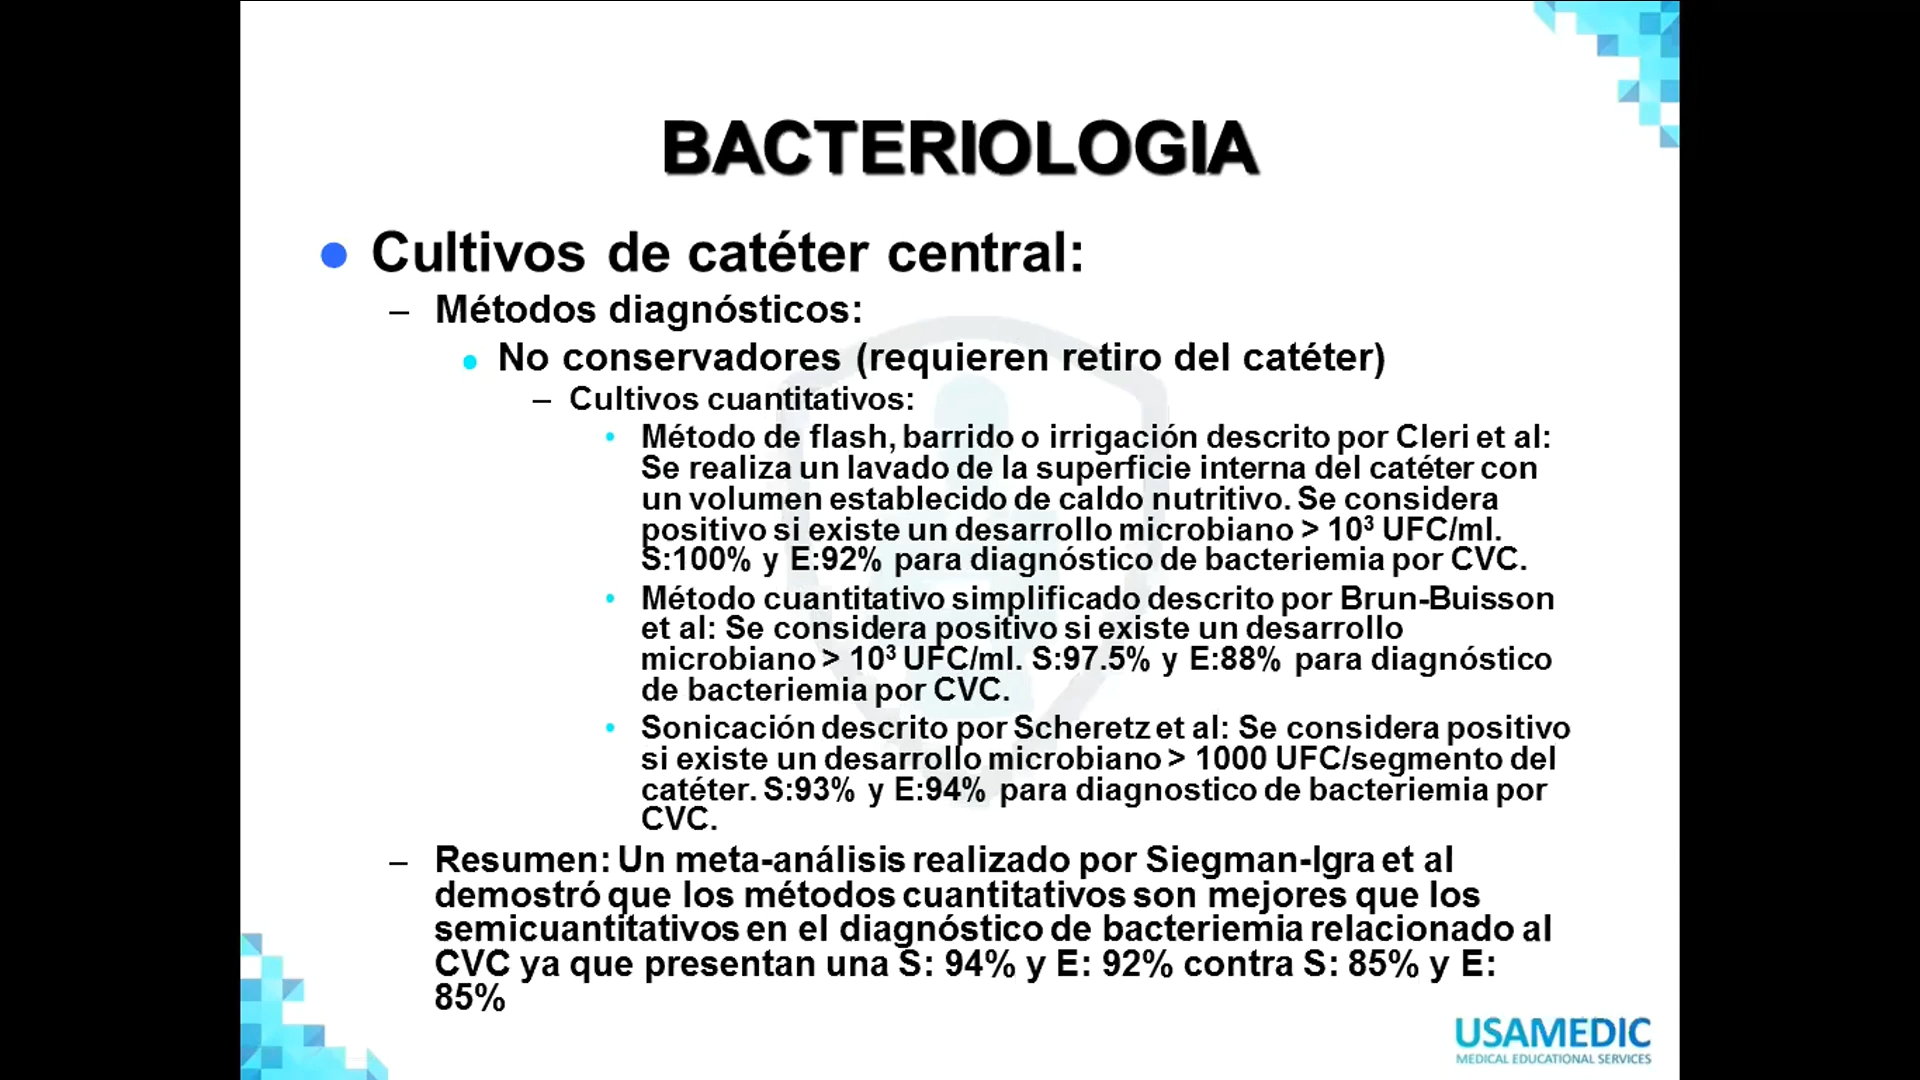 BACTERIOLOGIA
● Cultivos de catéter central:
– Métodos diagnósticos:
• No conservadores (requieren retiro del catéter)
– Cultivos cuantitativos:
• Método de flash, barrido o irrigación descrito por Cleri et al:
Se realiza un lavado de la superficie interna del catéter con
un volumen establecido de caldo nutritivo. Se considera
positivo si existe un desarrollo microbiano > 10³ UFC/ml.
S:100% y E:92% para diagnóstico de bacteriemia por CVC.
• Método cuantitativo simplificado descrito por Brun-Buisson
et al: Se considera positivo si existe un desarrollo
microbiano > 10³ UFC/ml. S:97.5% y E:88% para diagnóstico
de bacteriemia por CVC.
• Sonicación descrito por Scheretz et al: Se considera positivo
si existe un desarrollo microbiano > 1000 UFC/segmento del
catéter. S:93% y E:94% para diagnostico de bacteriemia por
CVC.
– Resumen: Un meta-análisis realizado por Siegman-Igra et al
demostró que los métodos cuantitativos son mejores que los
semicuantitativos en el diagnóstico de bacteriemia relacionado al
CVC ya que presentan una S: 94% y E: 92% contra S: 85% y E:
85%
USAMEDIC
MEDICAL EDUCATIONAL SERVICES